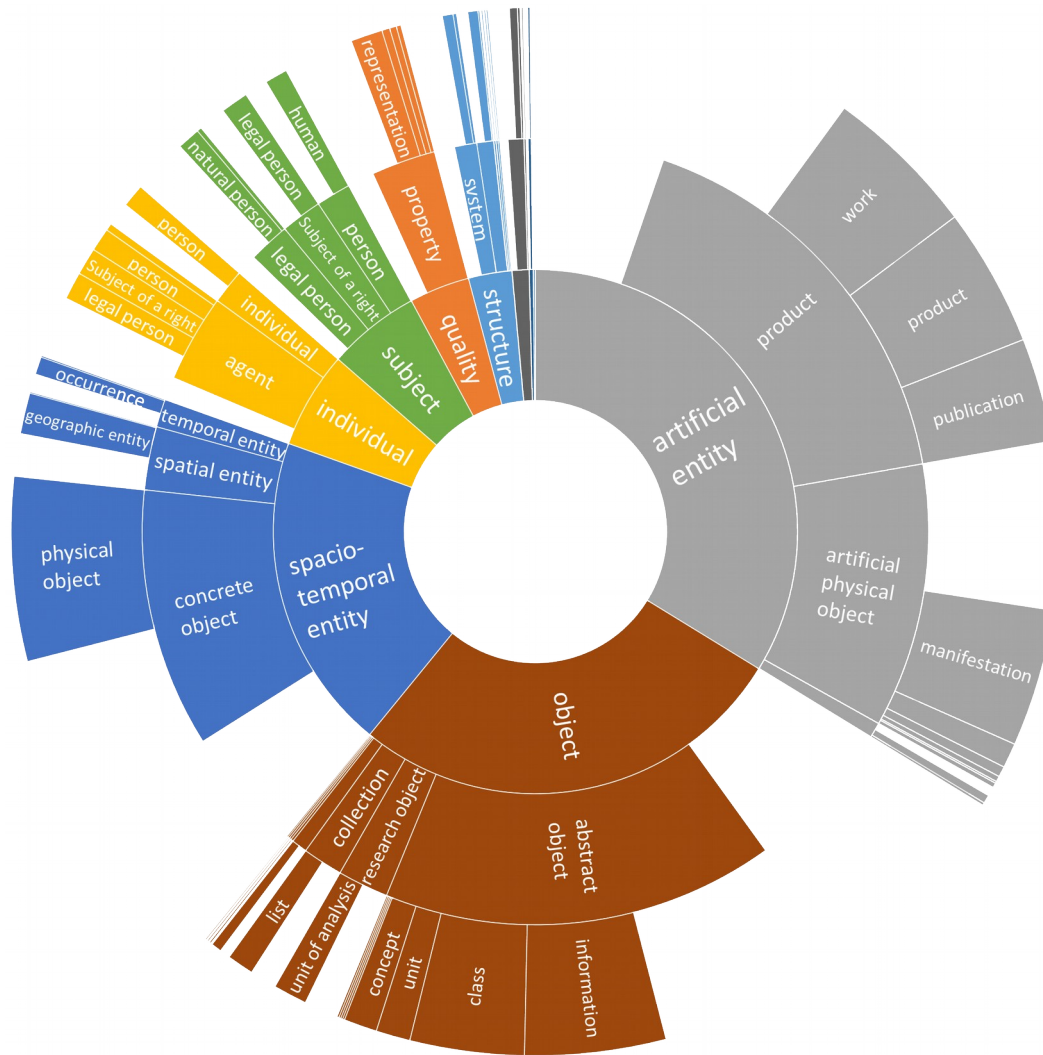 artificial
entity
product
work
product
publication
artificial
physical
object
manifestation
object
abstract
object
information
class
unit
concept
research object
unit of analysis
collection
list
spacio-
temporal
entity
concrete
object
physical
object
spatial entity
geographic entity
temporal entity
occurrence
individual
agent
legal person
Subject of a right
person
individual
person
subject
legal person
natural person
Subject of a right
legal person
person
human
quality
property
representation
structure
system